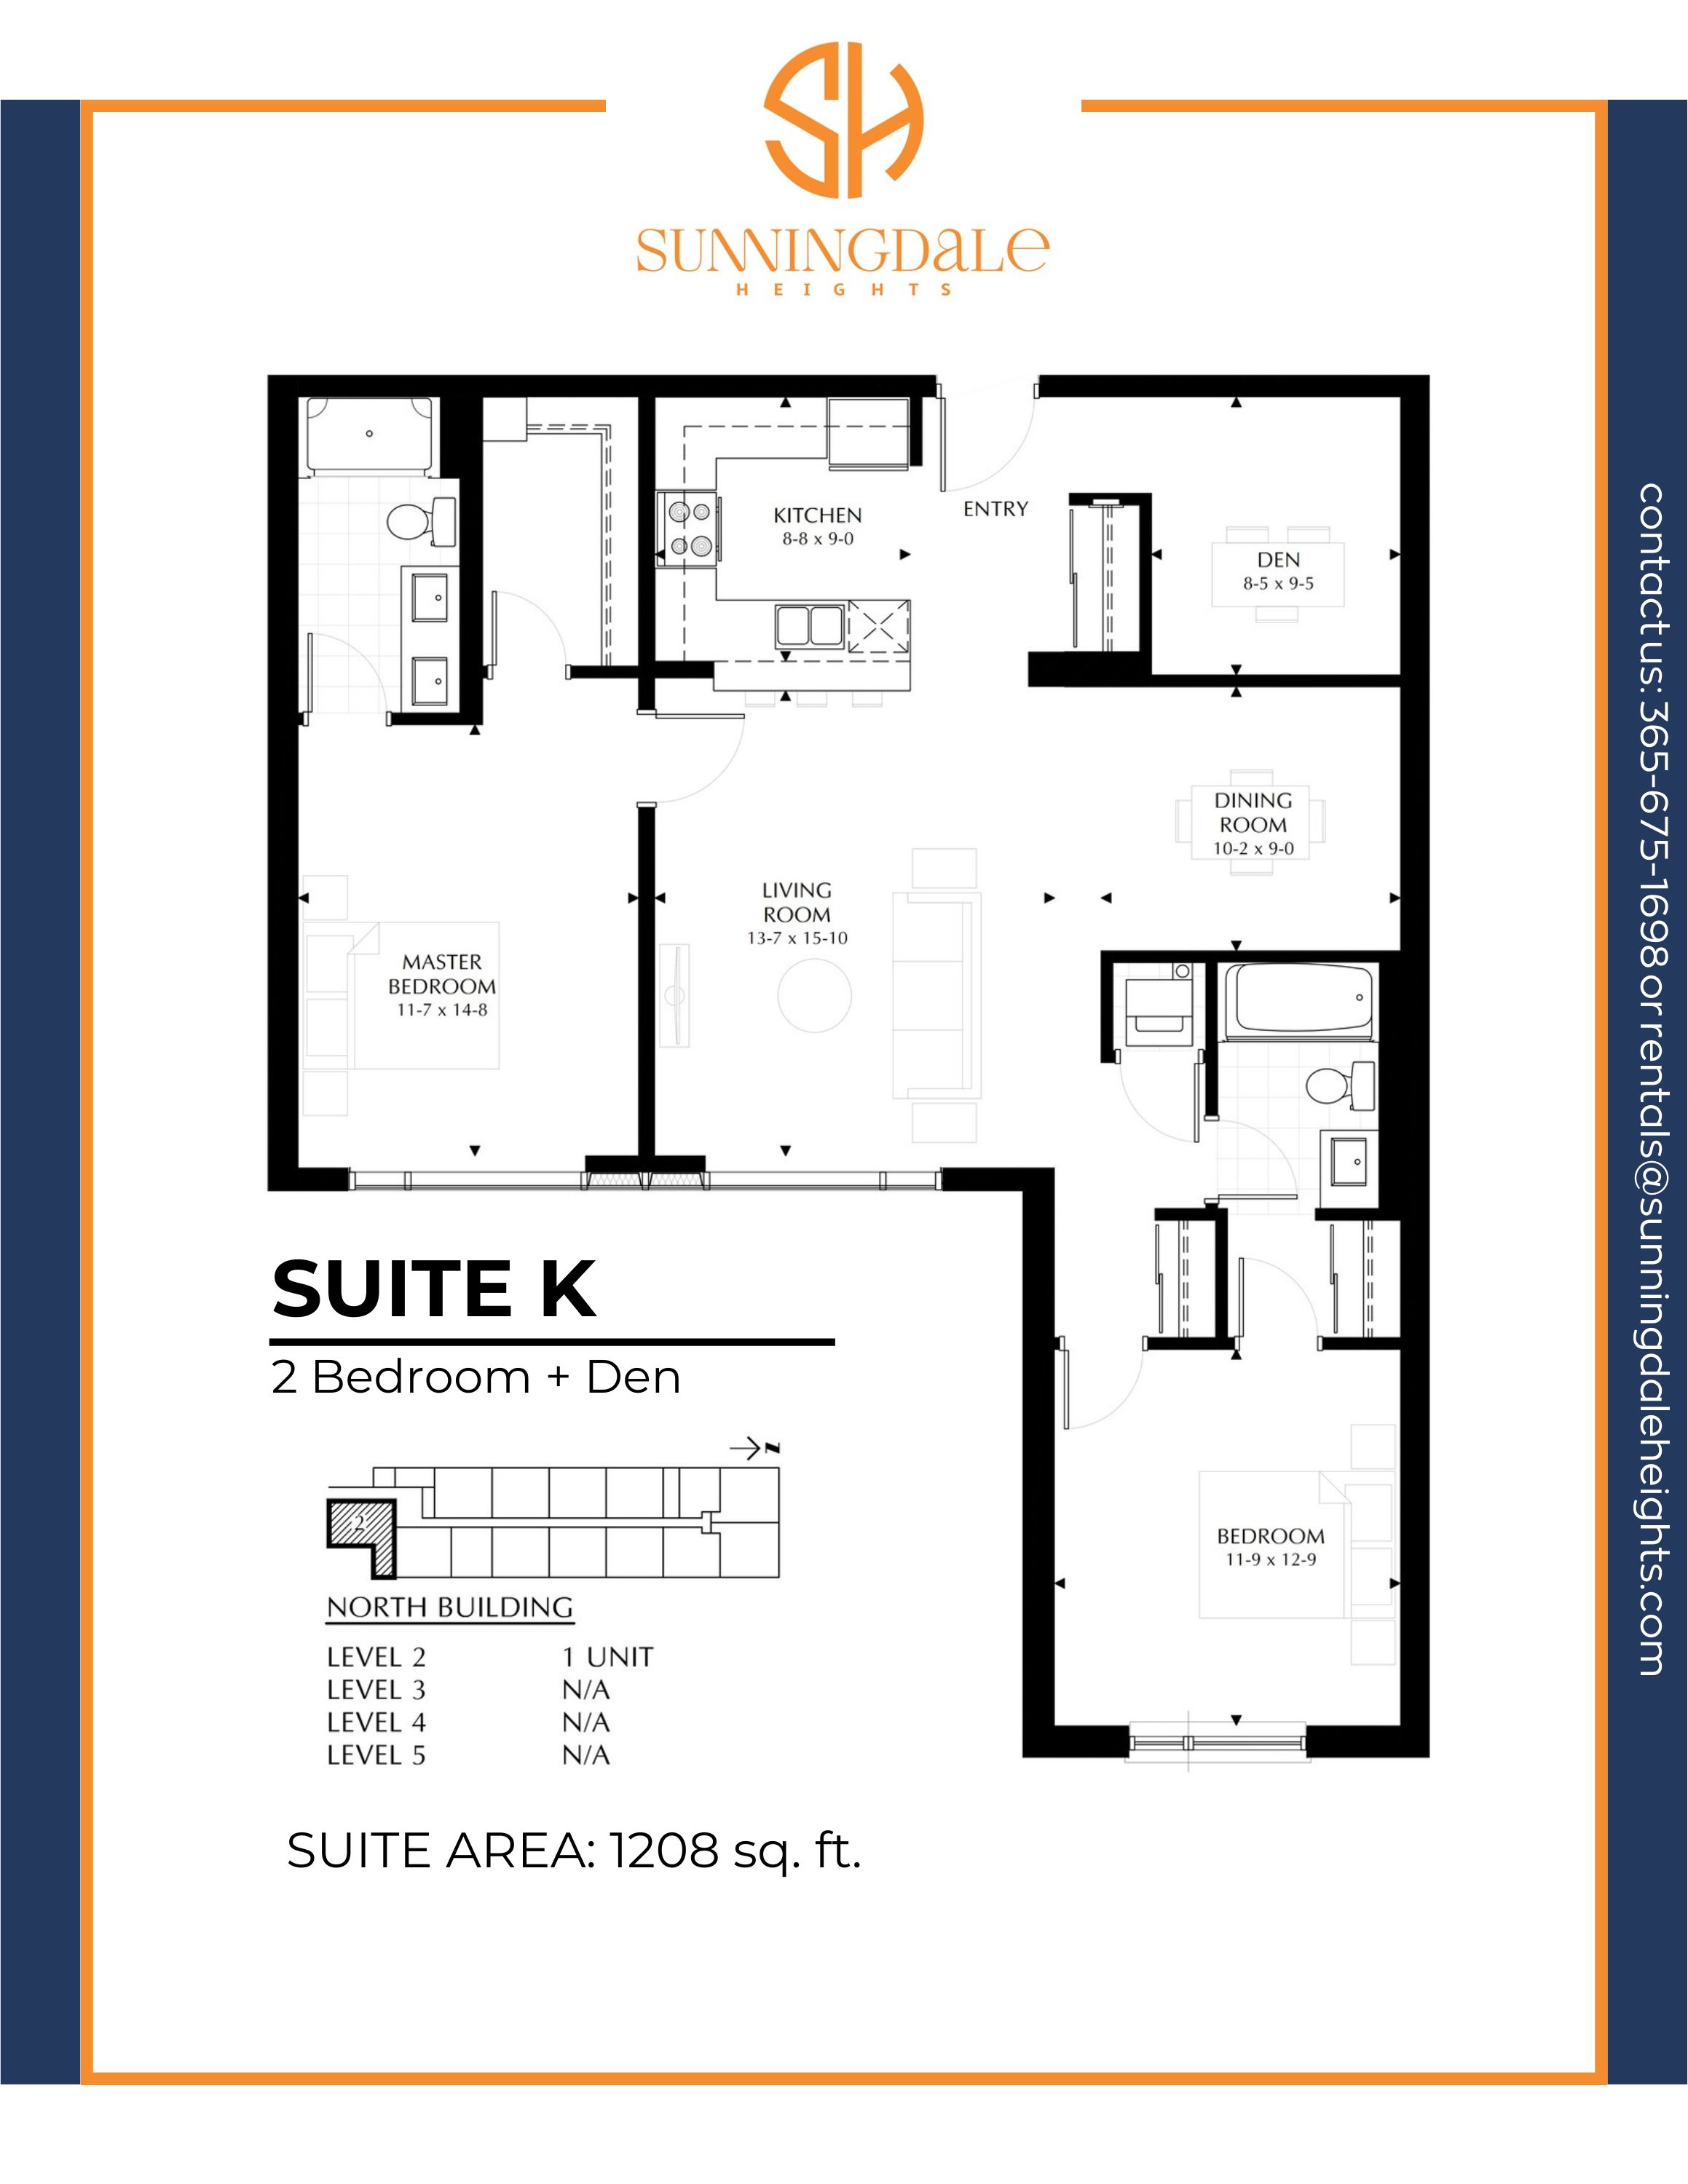 SUNNINGDALE
HEIGHTS
KITCHEN
8-8 x 9-0
ENTRY
DEN
8-5 x 9-5
DINING
ROOM
10-2 x 9-0
LIVING
ROOM
13-7 x 15-10
MASTER
BEDROOM
11-7 x 14-8
BEDROOM
11-9 x 12-9
SUITE K
2 Bedroom + Den
N
2
NORTH BUILDING
LEVEL 2 1 UNIT
LEVEL 3 N/A
LEVEL 4 N/A
LEVEL 5 N/A
SUITE AREA: 1208 sq. ft.
contact us: 365-675-1698 or rentals@sunningdaleheights.com